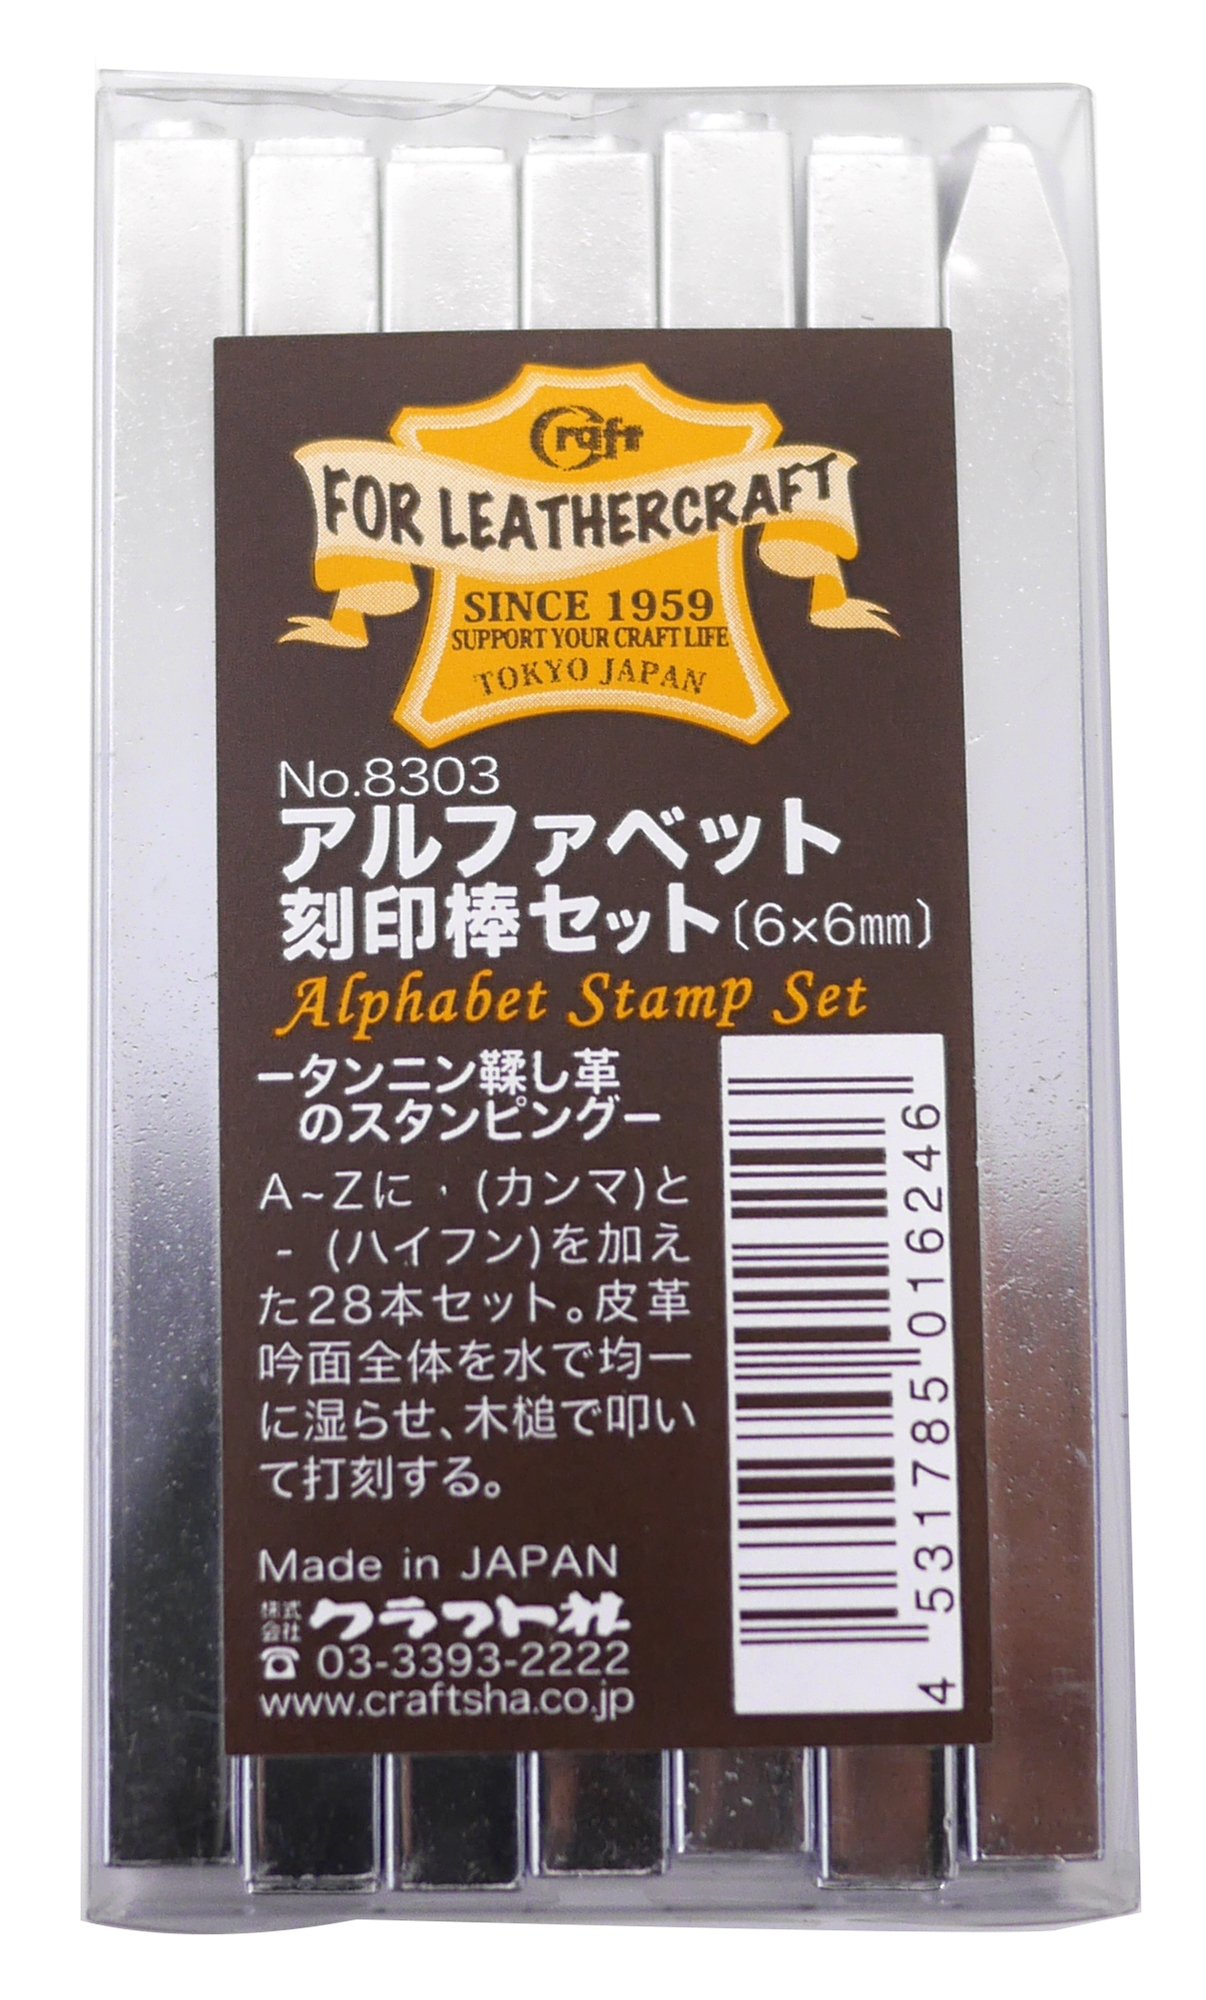 Craft
FOR LEATHERCRAFT
SINCE 1959
SUPPORT YOUR CRAFT LIFE
TOKYO JAPAN
No.8303
アルファベット
刻印棒セット〔6×6mm〕
Alphabet Stamp Set
ータンニン鞣し革
のスタンピングー
A~Zに・(カンマ)と
- (ハイフン)を加え
た28本セット。皮革
吟面全体を水で均一
に湿らせ、木槌で叩い
て打刻する。
Made in JAPAN
株式会社 クラフト社
☎ 03-3393-2222
www.craftsha.co.jp
4 531785 016246